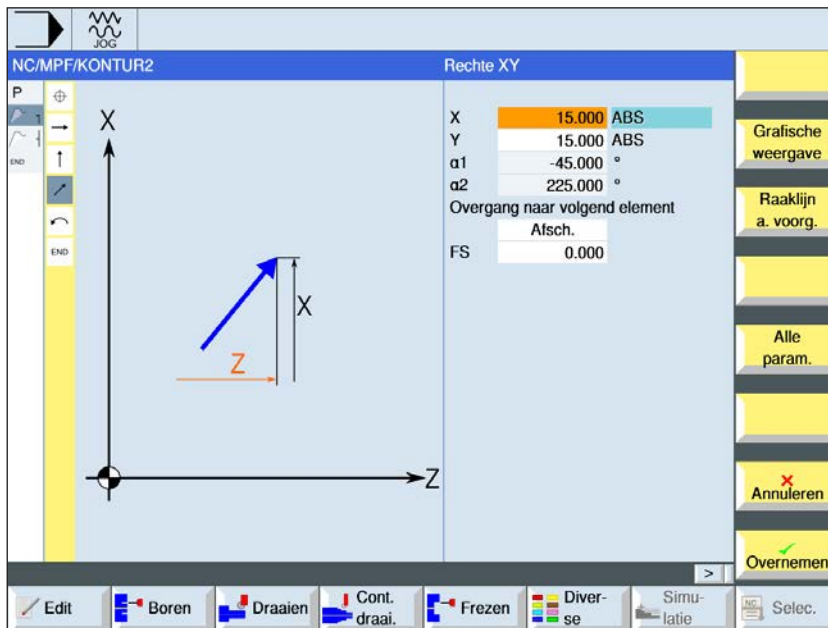 JOG
NC/MPF/KONTUR2
Rechte XY
P
END
END
X
Z
X
Z
X 15.000 ABS
Y 15.000 ABS
α1 -45.000 °
α2 225.000 °
Overgang naar volgend element
Afsch.
FS 0.000
Grafische
weergave
Raaklijn
a. voorg.
Alle
param.
Annuleren
Overnemen
>
Edit
Boren
Draaien
Cont.
draai.
Frezen
Diver-
se
Simu-
latie
NC
Selec.